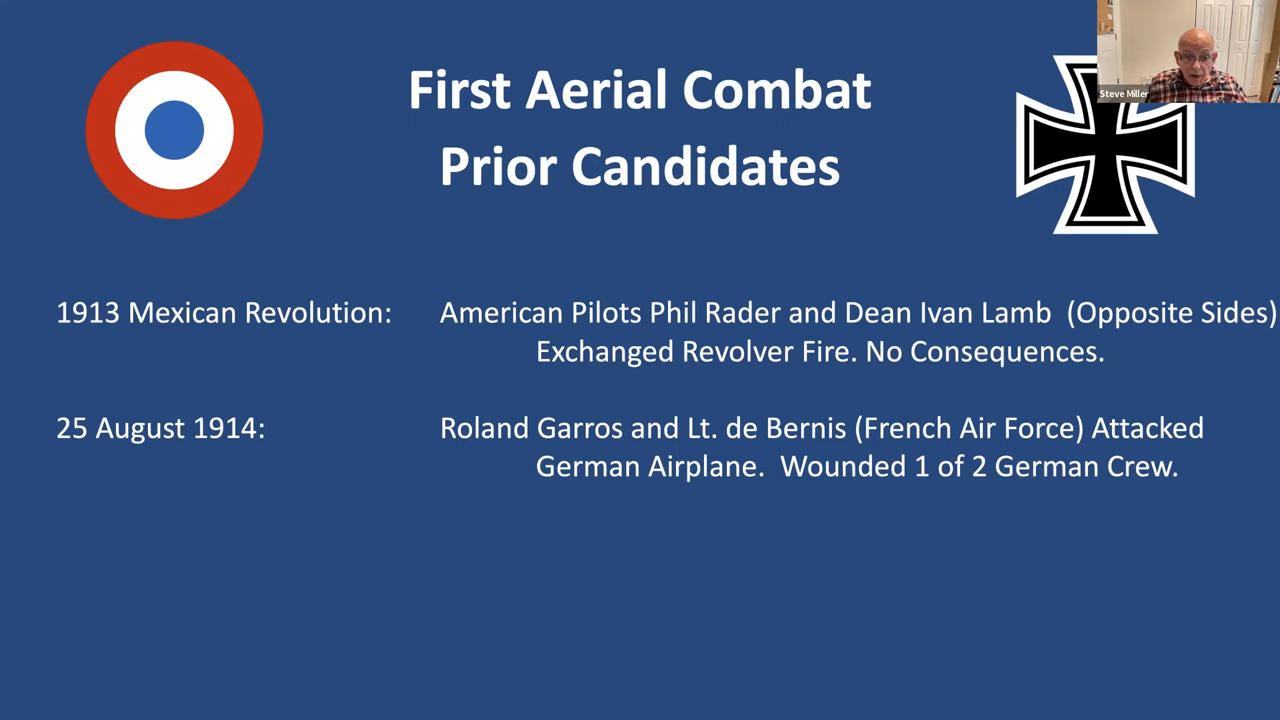 First Aerial Combat
Prior Candidates
Steve Miller
1913 Mexican Revolution: American Pilots Phil Rader and Dean Ivan Lamb (Opposite Sides)
Exchanged Revolver Fire. No Consequences.
25 August 1914: Roland Garros and Lt. de Bernis (French Air Force) Attacked
German Airplane. Wounded 1 of 2 German Crew.